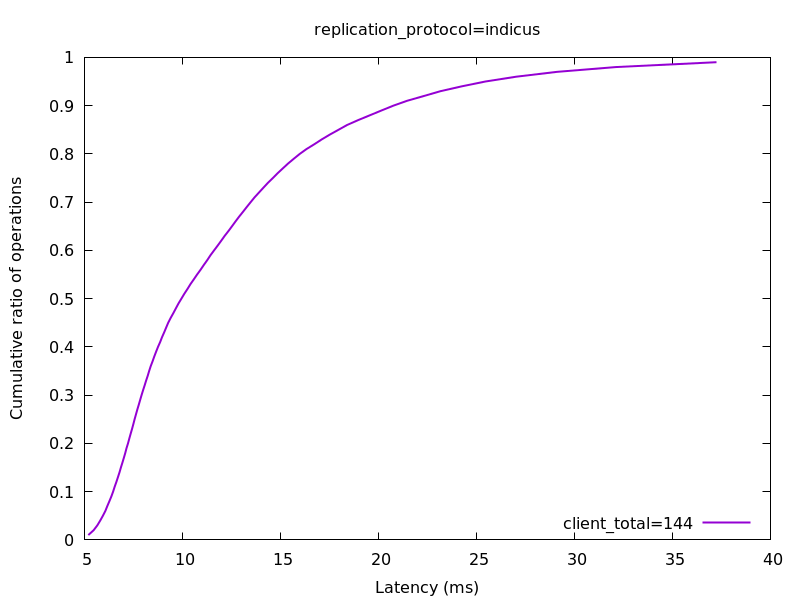 replication_protocol=indicus
1
0.9
0.8
0.7
0.6
0.5
0.4
0.3
0.2
0.1
0
Cumulative ratio of operations
client_total=144
5 10 15 20 25 30 35 40
Latency (ms)